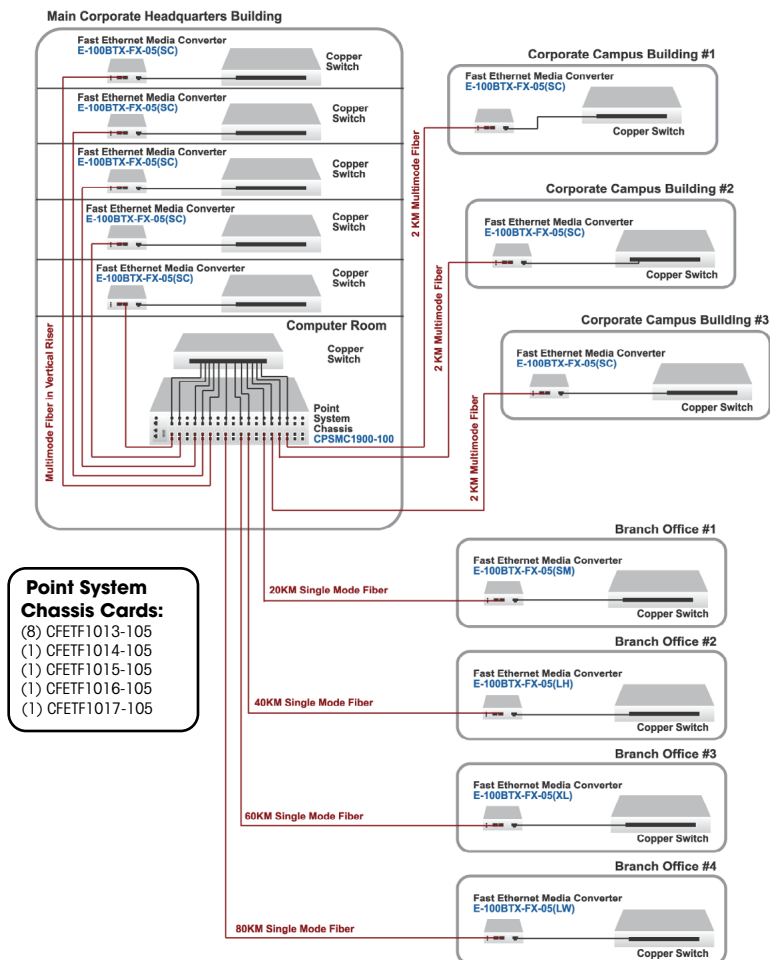 Main Corporate Headquarters Building
Fast Ethernet Media Converter
E-100BTX-FX-05(SC)
Copper
Switch
Fast Ethernet Media Converter
E-100BTX-FX-05(SC)
Copper
Switch
Fast Ethernet Media Converter
E-100BTX-FX-05(SC)
Copper
Switch
Fast Ethernet Media Converter
E-100BTX-FX-05(SC)
Copper
Switch
Fast Ethernet Media Converter
E-100BTX-FX-05(SC)
Copper
Switch
Computer Room
Copper
Switch
Point
System
Chassis
CPSMC1900-100
Multimode Fiber in Vertical Riser
2 KM Multimode Fiber
2 KM Multimode Fiber
2 KM Multimode Fiber
Corporate Campus Building #1
Fast Ethernet Media Converter
E-100BTX-FX-05(SC)
Copper Switch
Corporate Campus Building #2
Fast Ethernet Media Converter
E-100BTX-FX-05(SC)
Copper Switch
Corporate Campus Building #3
Fast Ethernet Media Converter
E-100BTX-FX-05(SC)
Copper Switch
Branch Office #1
Fast Ethernet Media Converter
E-100BTX-FX-05(SM)
20KM Single Mode Fiber
Copper Switch
Branch Office #2
Fast Ethernet Media Converter
E-100BTX-FX-05(LH)
40KM Single Mode Fiber
Copper Switch
Branch Office #3
Fast Ethernet Media Converter
E-100BTX-FX-05(XL)
60KM Single Mode Fiber
Copper Switch
Branch Office #4
Fast Ethernet Media Converter
E-100BTX-FX-05(LW)
80KM Single Mode Fiber
Copper Switch
Point System
Chassis Cards:
(8) CFETF1013-105
(1) CFETF1014-105
(1) CFETF1015-105
(1) CFETF1016-105
(1) CFETF1017-105